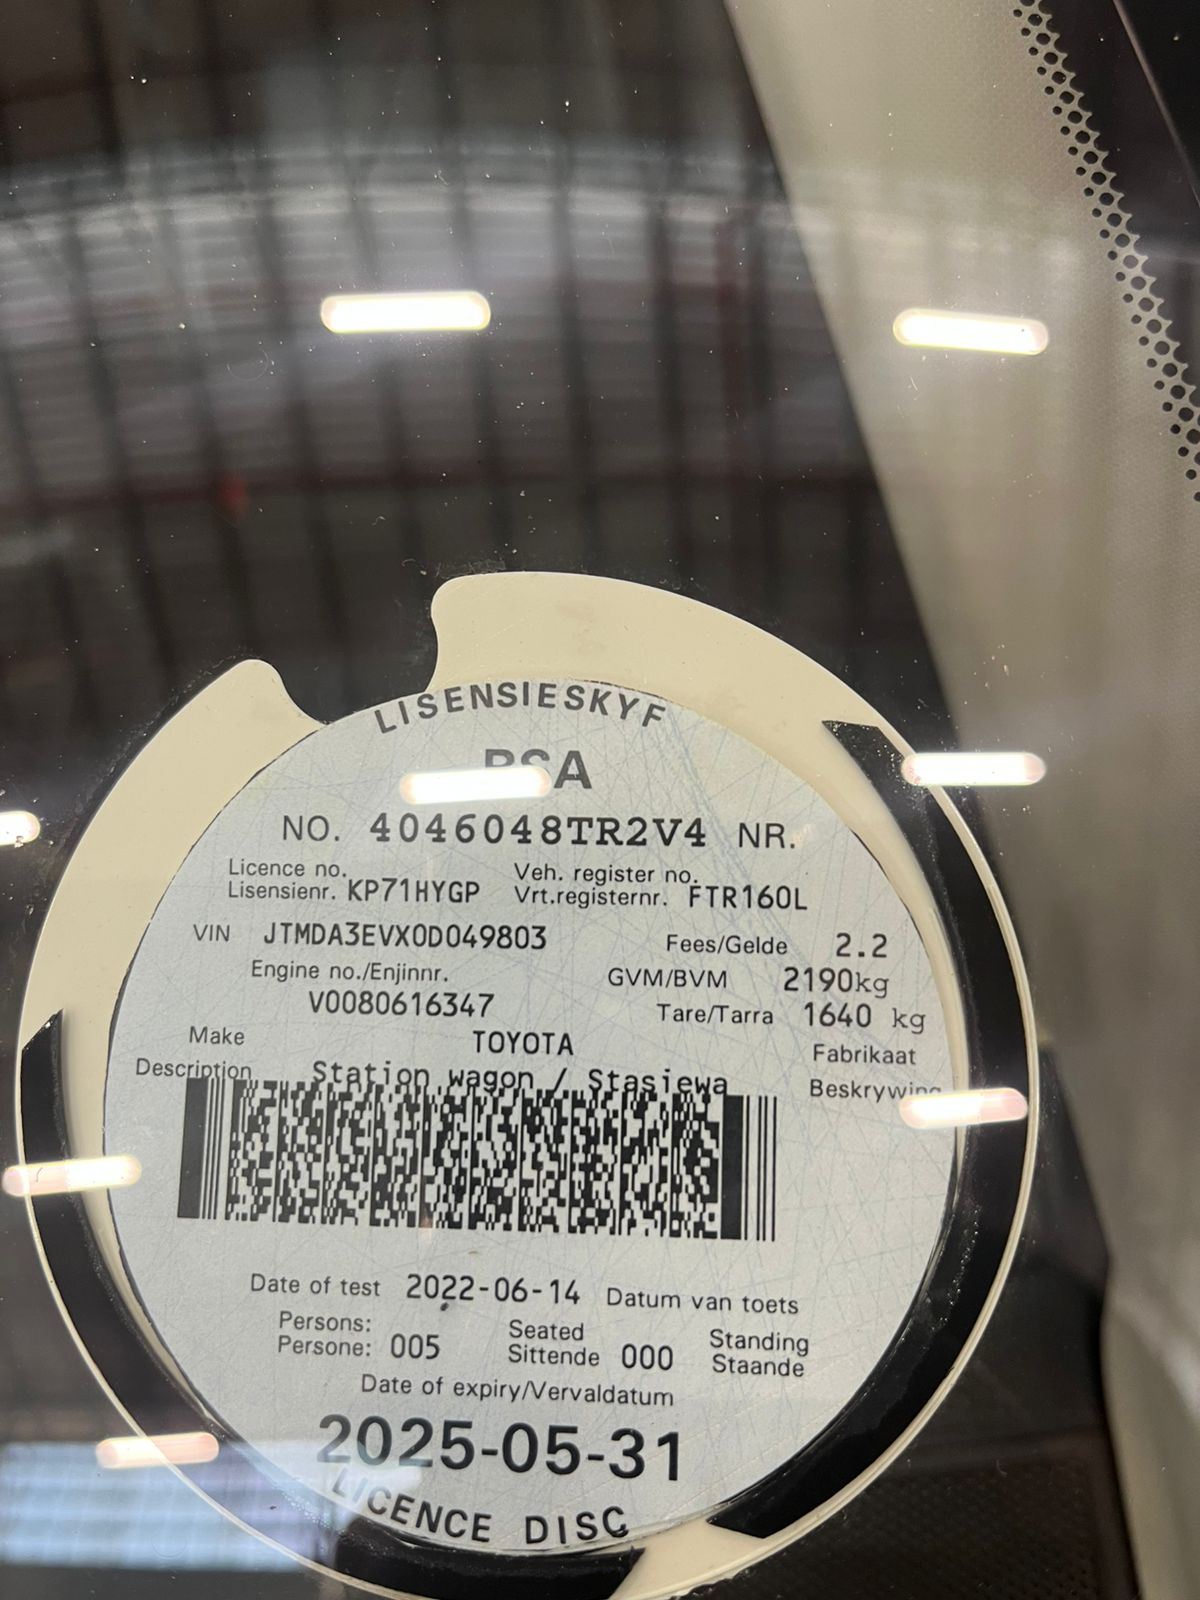 LISENSIESKYF
RSA
NO. 4046048TR2V4 NR.
Licence no. Veh. register no.
Lisensienr. KP71HYGP Vrt.registernr. FTR160L
VIN JTMDA3EVX0D049803 Fees/Gelde 2.2
Engine no./Enjinnr. GVM/BVM 2190kg
V0080616347 Tare/Tarra 1640 kg
Make TOYOTA Fabrikaat
Description Station wagon / Stasiewa Beskrywing
Date of test 2022-06-14 Datum van toets
Persons: Seated Standing
Persone: 005 Sittende 000 Staande
Date of expiry/Vervaldatum
2025-05-31
LICENCE DISC